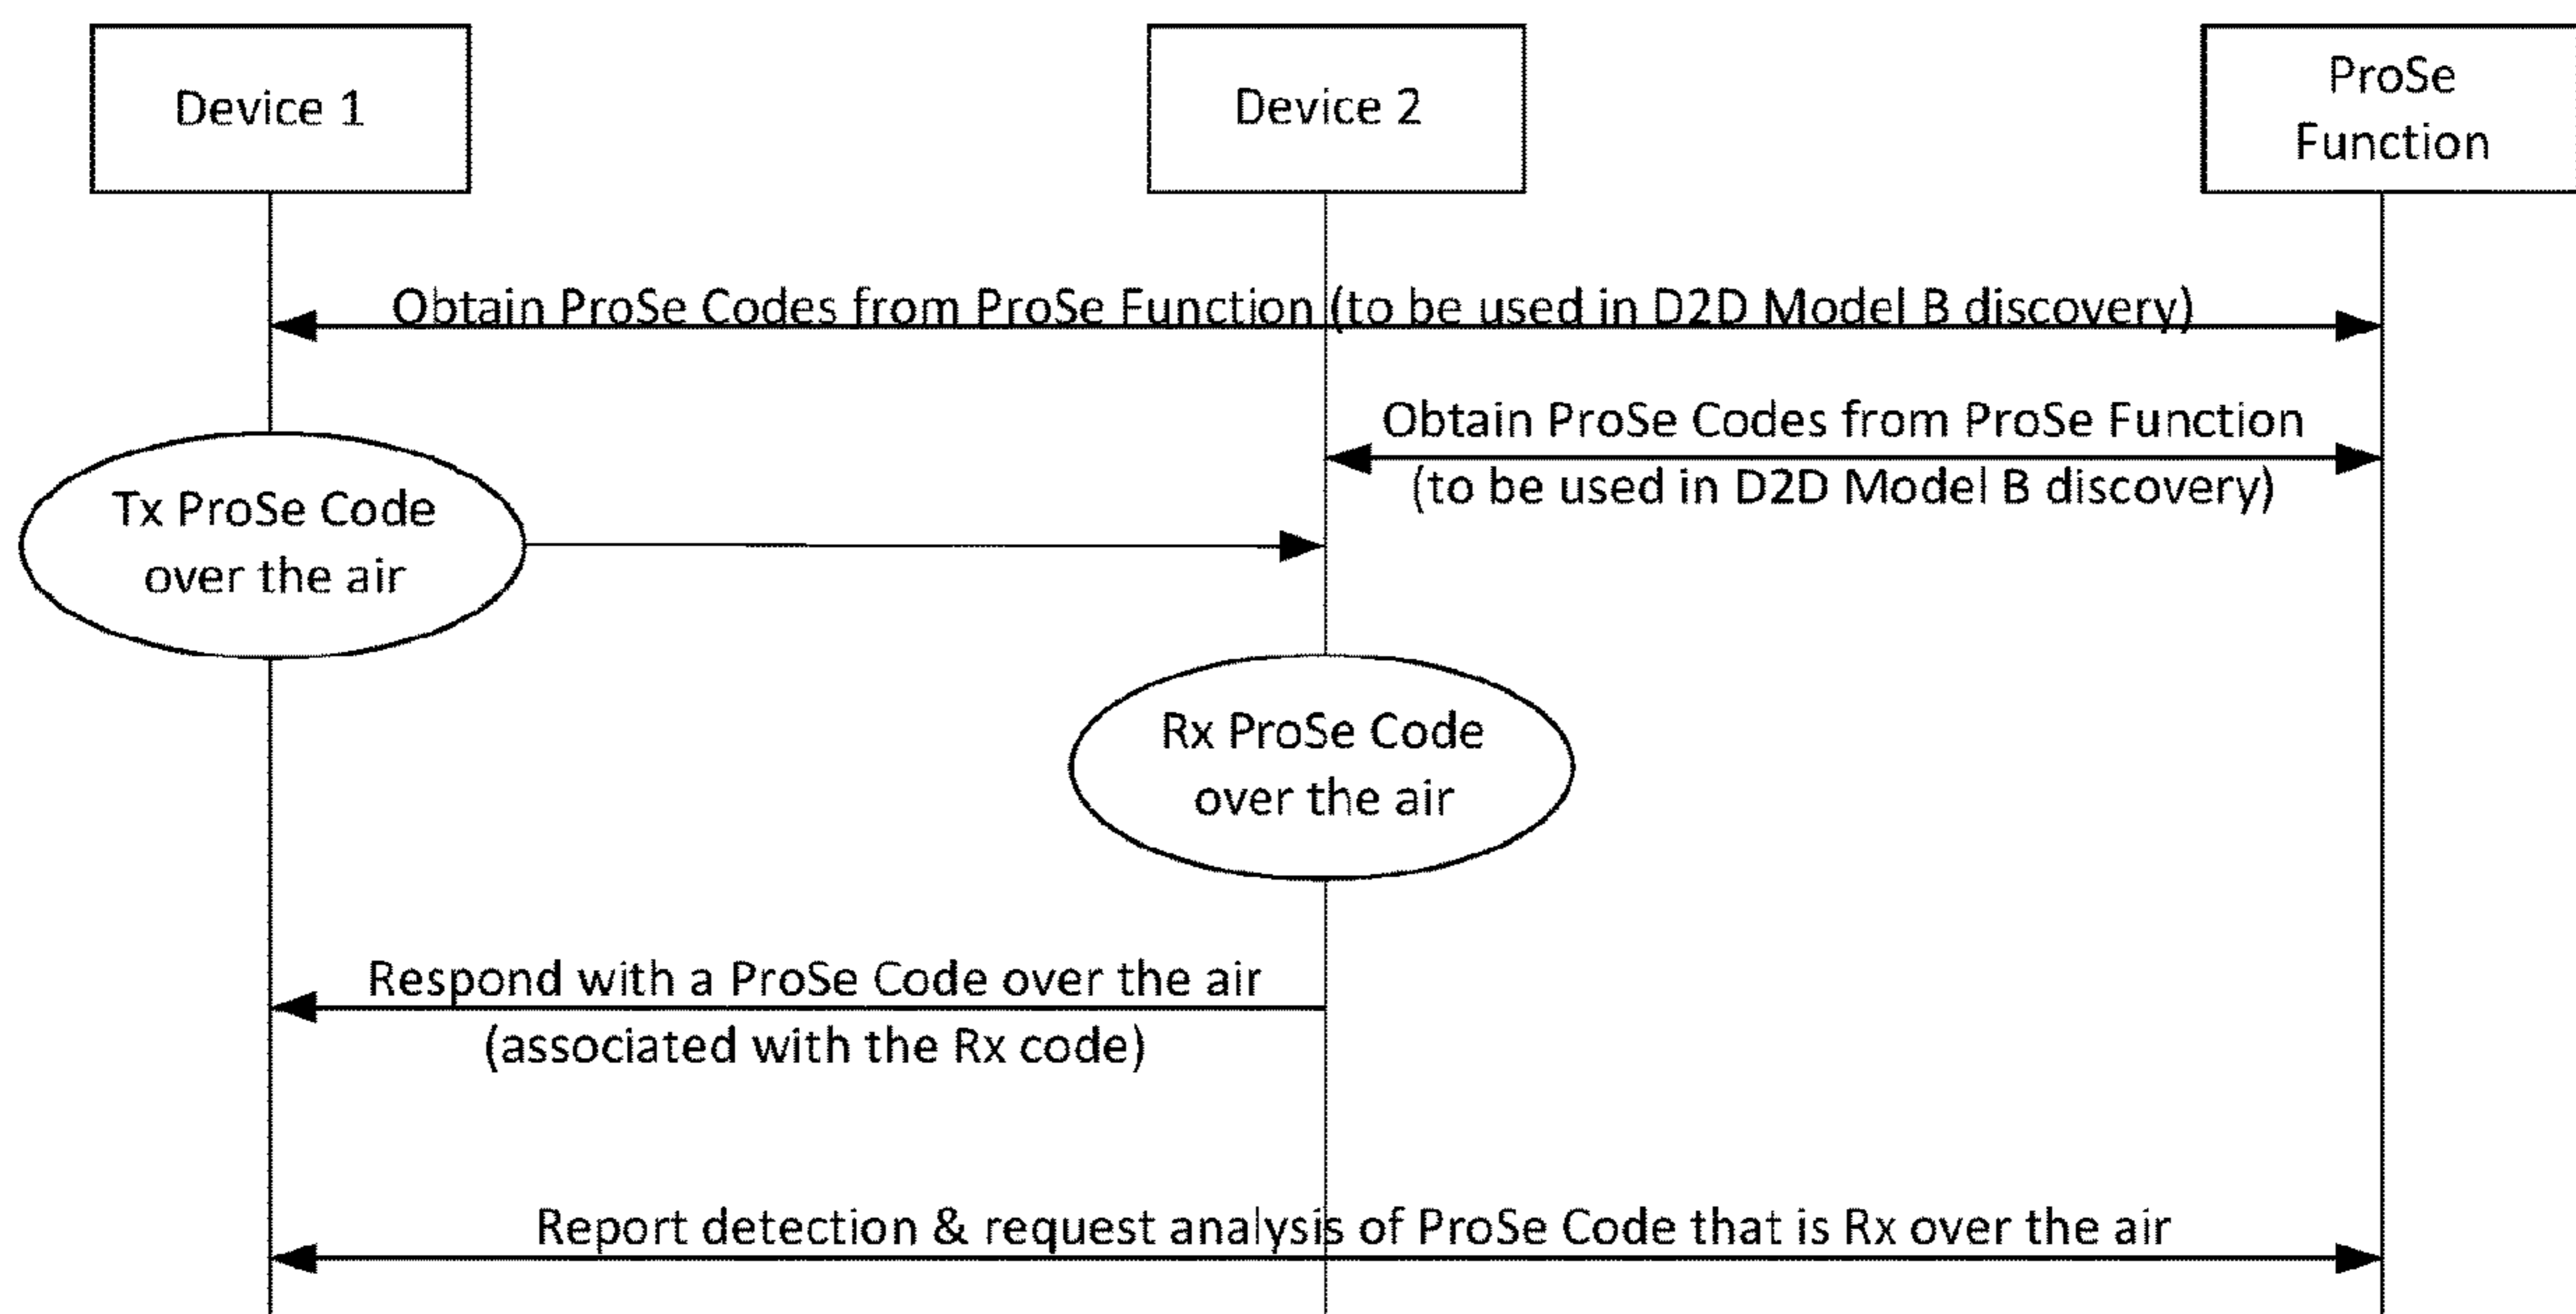 Device 1
Device 2
ProSe
Function
Obtain ProSe Codes from ProSe Function (to be used in D2D Model B discovery)
Obtain ProSe Codes from ProSe Function
(to be used in D2D Model B discovery)
Tx ProSe Code
over the air
Rx ProSe Code
over the air
Respond with a ProSe Code over the air
(associated with the Rx code)
Report detection & request analysis of ProSe Code that is Rx over the air